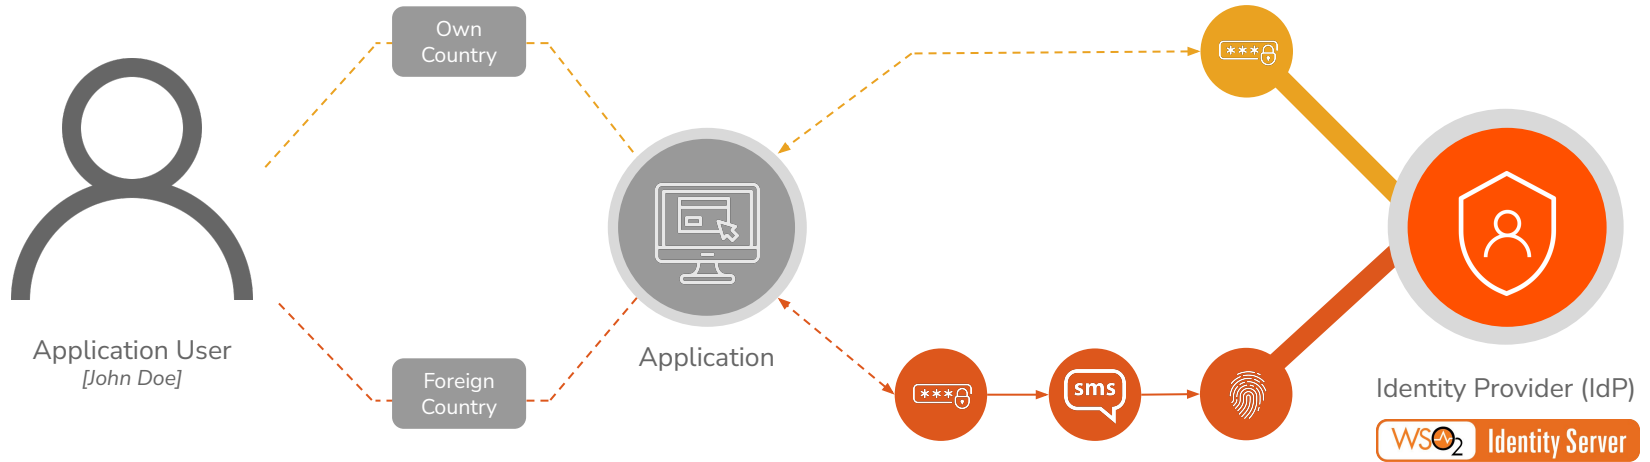 Own
Country
***
Application User
[John Doe]
Application
Foreign
Country
***
sms
Identity Provider (IdP)
WSO2 Identity Server